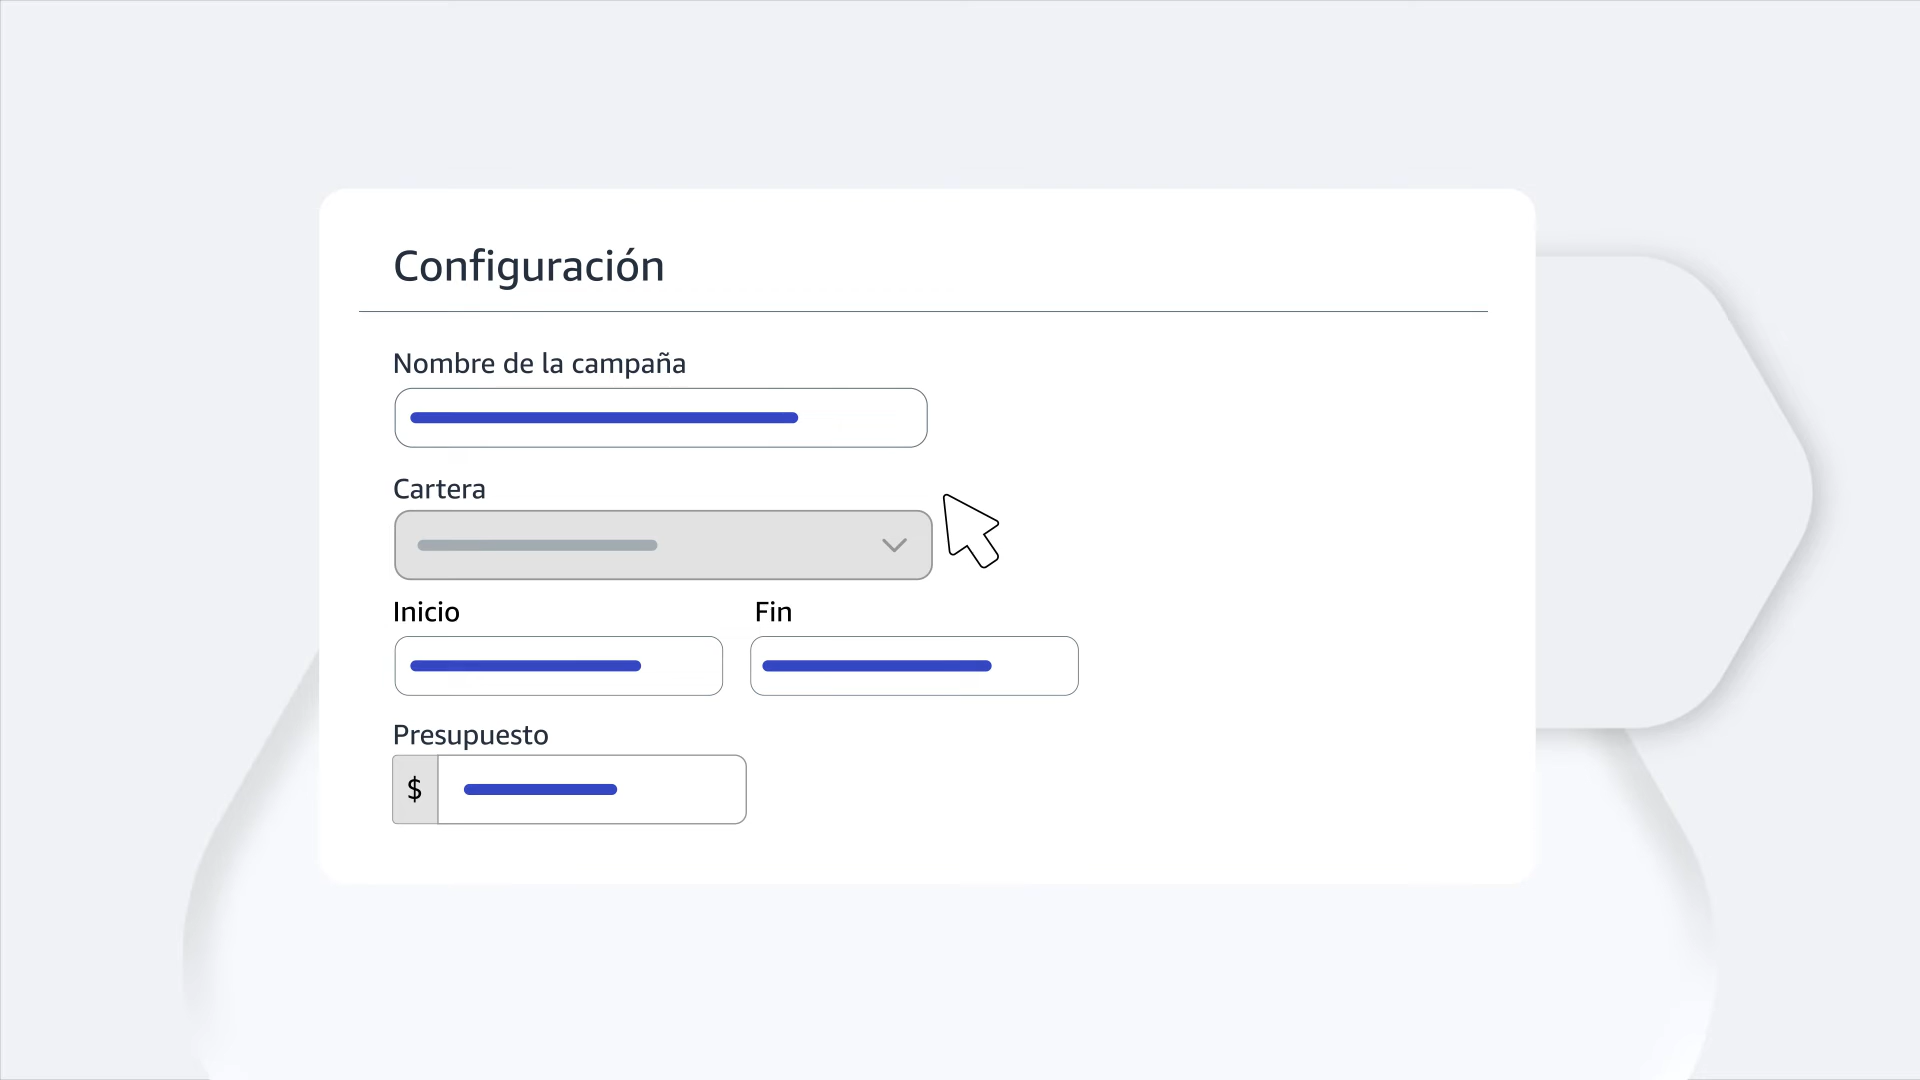 Configuración
Nombre de la campaña
Cartera
Inicio Fin
Presupuesto
$